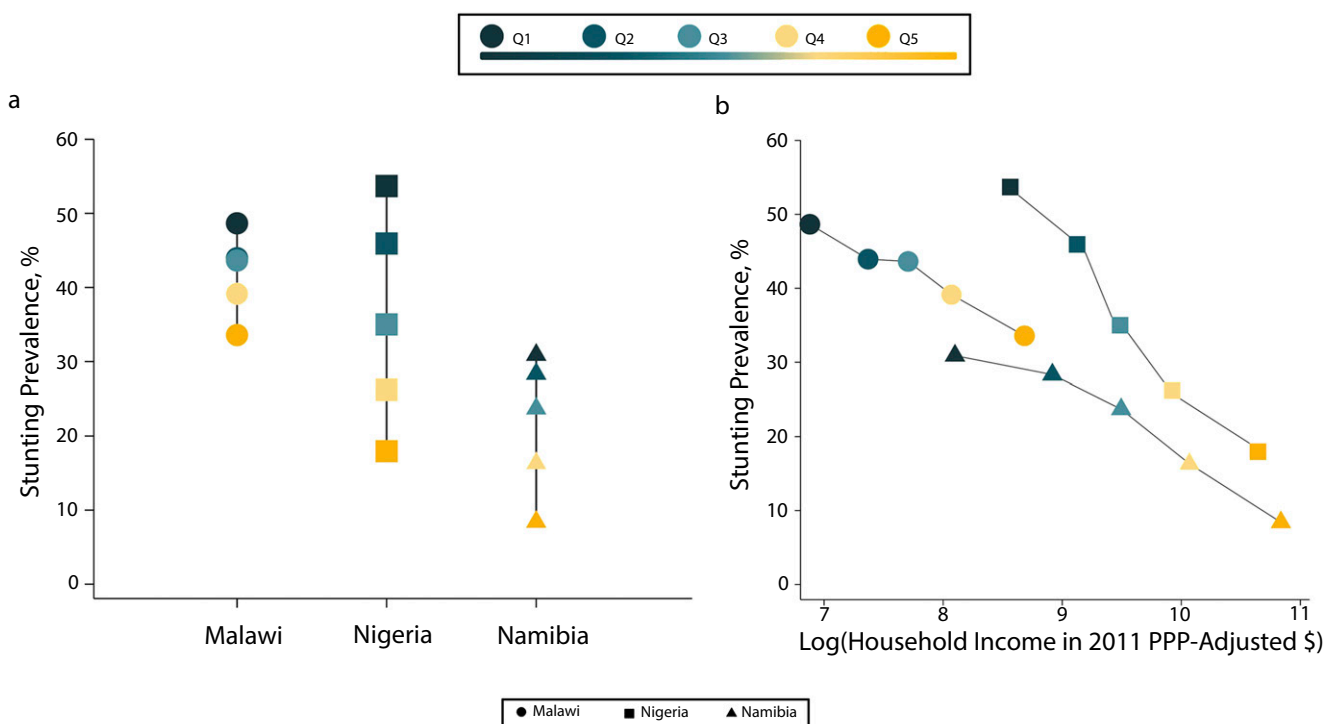 Q1 Q2 Q3 Q4 Q5
a
60
50
40
30
20
10
0
Stunting Prevalence, %
Malawi Nigeria Namibia
b
60
50
40
30
20
10
0
Stunting Prevalence, %
7 8 9 10 11
Log(Household Income in 2011 PPP-Adjusted $)
Malawi Nigeria Namibia